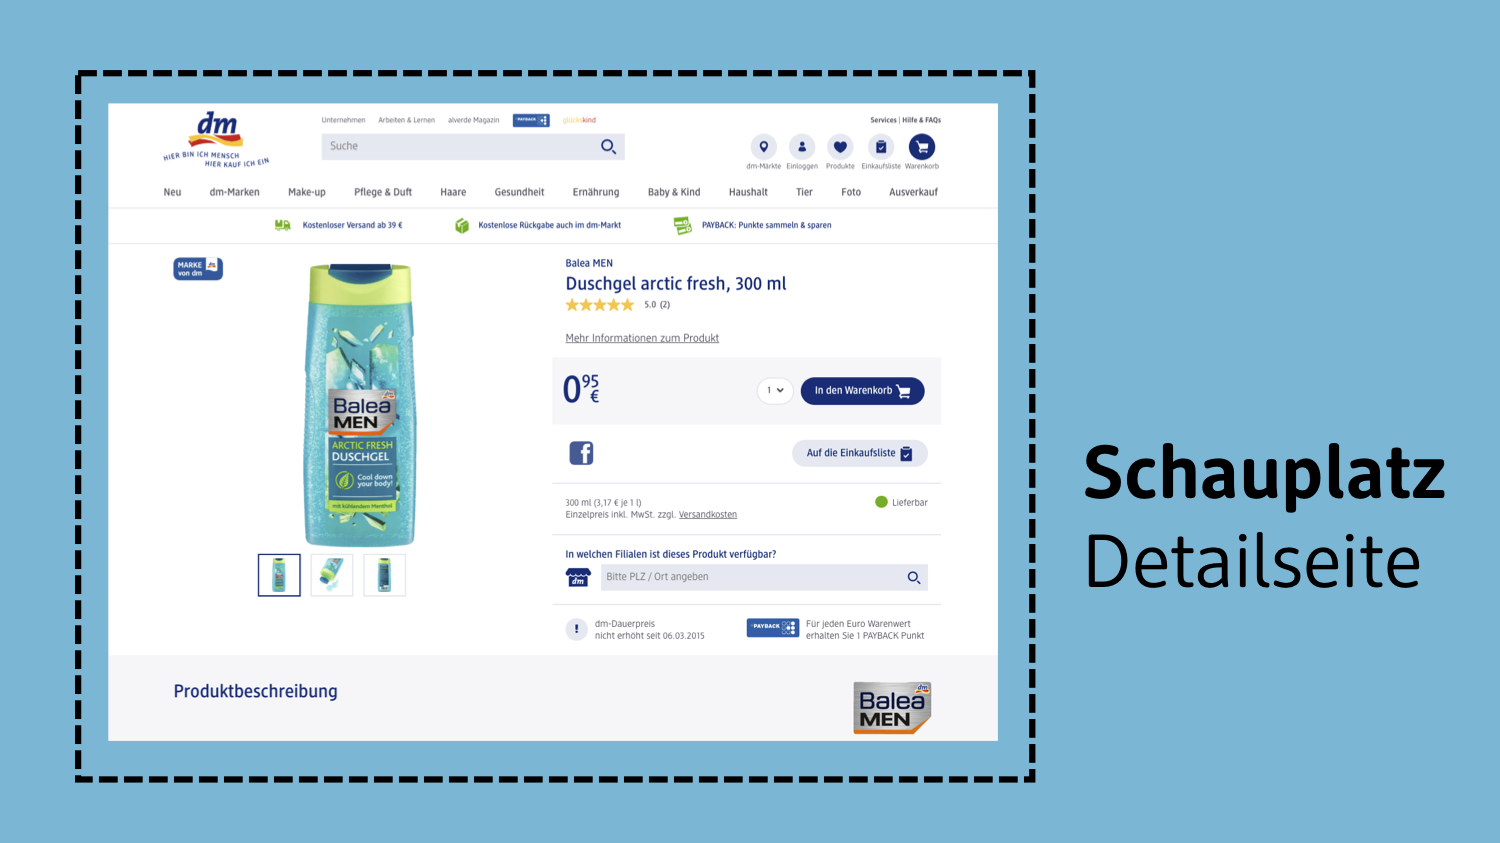 dm
HIER BIN ICH MENSCH
HIER KAUF ICH EIN
Unternehmen Arbeiten & Lernen alverde Magazin PAYBACK glückskind
Services | Hilfe & FAQs
Suche
dm-Märkte Einloggen Produkte Einkaufsliste Warenkorb
Neu dm-Marken Make-up Pflege & Duft Haare Gesundheit Ernährung Baby & Kind Haushalt Tier Foto Ausverkauf
Kostenloser Versand ab 39 € Kostenlose Rückgabe auch im dm-Markt PAYBACK: Punkte sammeln & sparen
MARKE
von dm
Balea
MEN
ARCTIC FRESH
DUSCHGEL
Cool down
your body!
mit kühlendem Menthol
Balea MEN
Duschgel arctic fresh, 300 ml
5.0 (2)
Mehr Informationen zum Produkt
095 €
1
In den Warenkorb
f
Auf die Einkaufsliste
300 ml (3,17 € je 1 l)
Einzelpreis inkl. MwSt. zzgl. Versandkosten
Lieferbar
In welchen Filialen ist dieses Produkt verfügbar?
dm
Bitte PLZ / Ort angeben
!
dm-Dauerpreis
nicht erhöht seit 06.03.2015
PAYBACK
Für jeden Euro Warenwert
erhalten Sie 1 PAYBACK Punkt
Produktbeschreibung
dm
Balea
MEN
Schauplatz
Detailseite